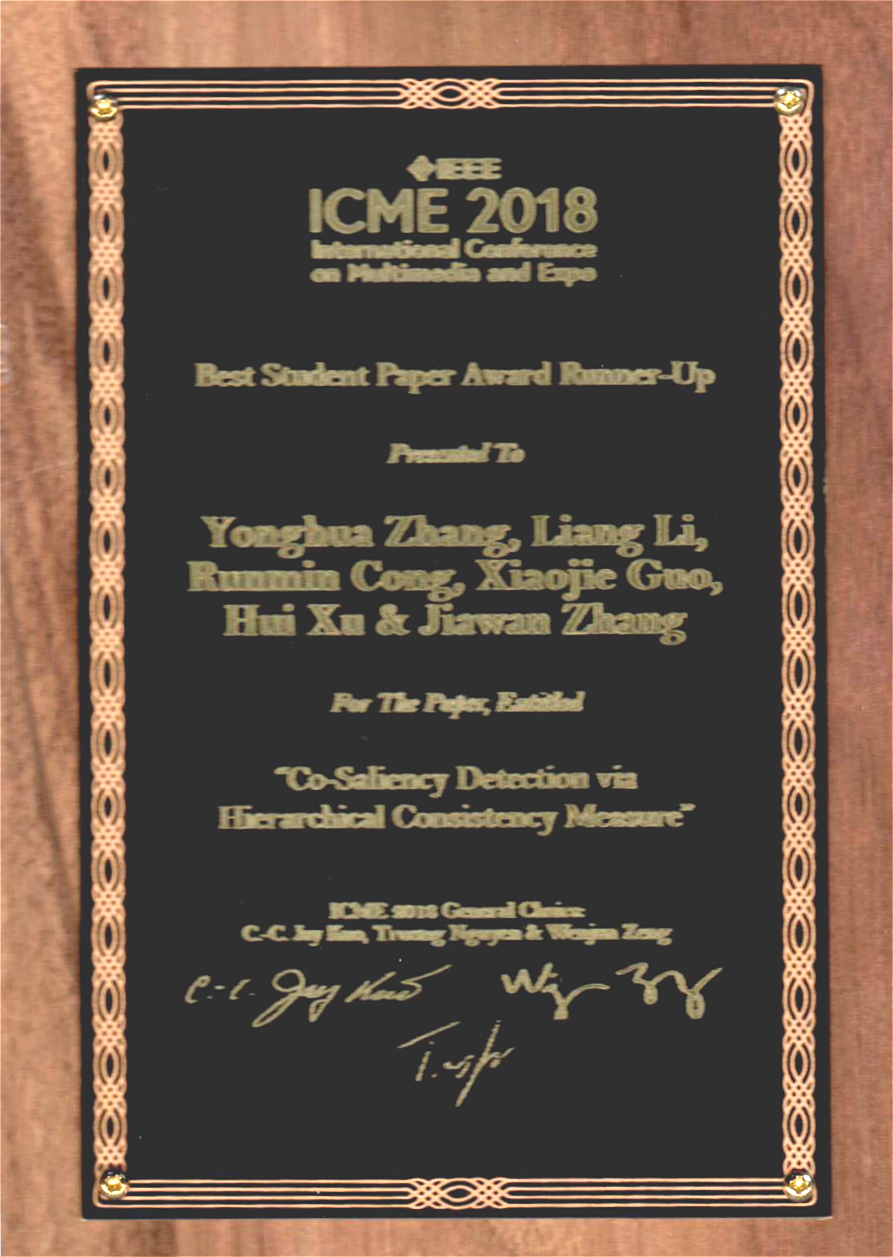 IEEE
ICME 2018
International Conference
on Multimedia and Expo
Best Student Paper Award Runner-Up
Presented To
Yonghua Zhang, Liang Li,
Runmin Cong, Xiaojie Guo,
Hui Xu & Jiawan Zhang
For The Paper, Entitled
“Co-Saliency Detection via
Hierarchical Consistency Measure”
ICME 2018 General Chairs:
C.-C. Jay Kuo, Truong Nguyen & Wenjun Zeng
C.-C. Jay Kuo